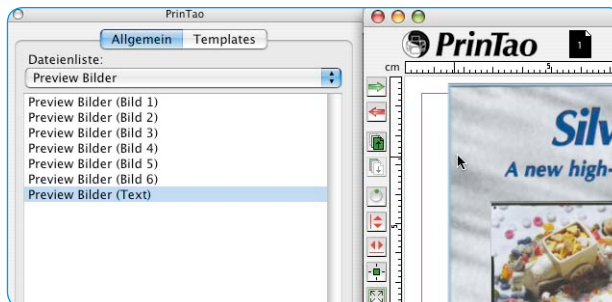 PrinTao
Allgemein Templates
Dateienliste:
Preview Bilder
Preview Bilder (Bild 1)
Preview Bilder (Bild 2)
Preview Bilder (Bild 3)
Preview Bilder (Bild 4)
Preview Bilder (Bild 5)
Preview Bilder (Bild 6)
Preview Bilder (Text)
PrinTao
1
cm
5
5
A new high-